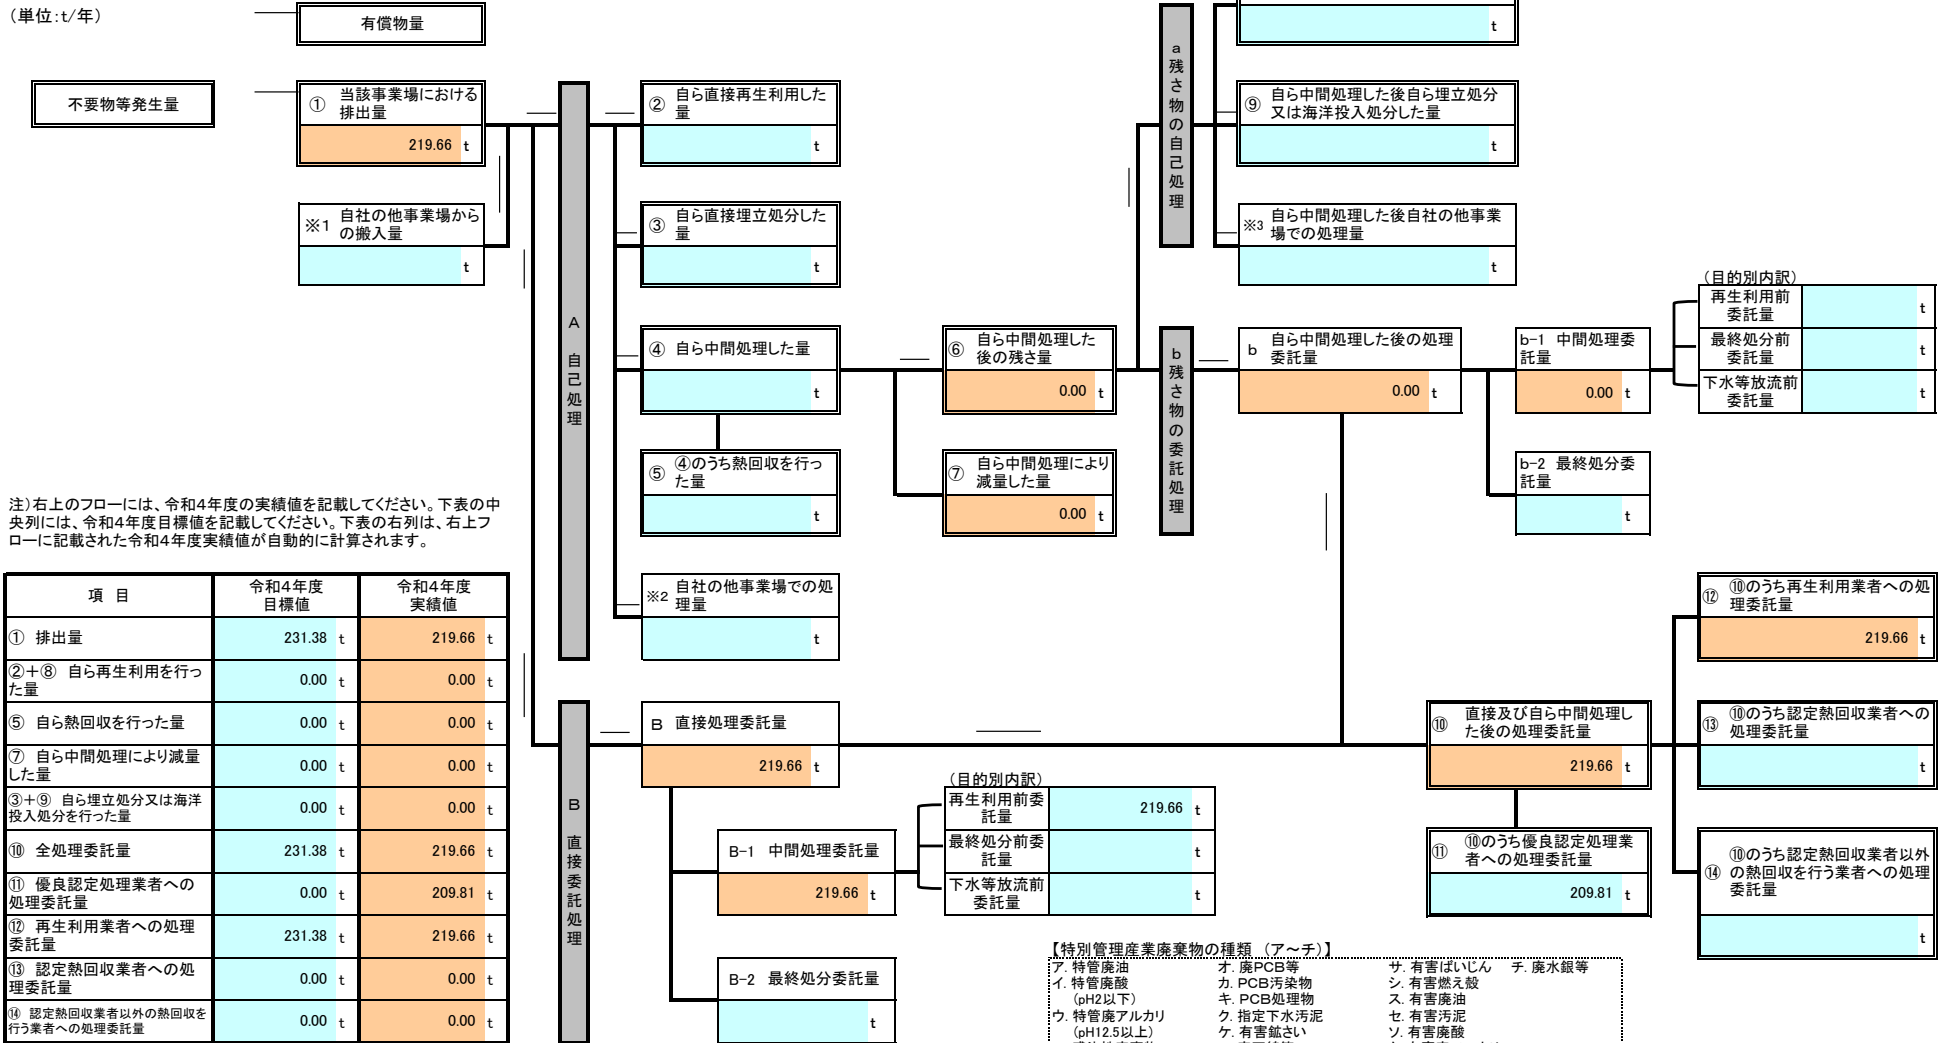 (単位:t/年)
有償物量
t
不要物等発生量
① 当該事業場における
排出量
219.66 t
※1 自社の他事業場から
の搬入量
t
A 自己処理
② 自ら直接再生利用した
量
t
③ 自ら直接埋立処分した
量
t
④ 自ら中間処理した量
t
⑤ ④のうち熱回収を行っ
た量
t
※2 自社の他事業場での処
理量
t
⑥ 自ら中間処理した
後の残さ量
0.00 t
⑦ 自ら中間処理により
減量した量
0.00 t
a残さ物の自己処理
⑨ 自ら中間処理した後自ら埋立処分
又は海洋投入処分した量
t
※3 自ら中間処理した後自社の他事業
場での処理量
t
b残さ物の委託処理
b 自ら中間処理した後の処理
委託量
0.00 t
b-1 中間処理委
託量
0.00 t
b-2 最終処分委
託量
t
(目的別内訳)
再生利用前
委託量
t
最終処分前
委託量
t
下水等放流前
委託量
t
注)右上のフローには、令和4年度の実績値を記載してください。下表の中
央列には、令和4年度目標値を記載してください。下表の右列は、右上フ
ローに記載された令和4年度実績値が自動的に計算されます。
項 目
令和4年度
目標値
令和4年度
実績値
① 排出量
231.38 t
219.66 t
②+⑧ 自ら再生利用を行っ
た量
0.00 t
0.00 t
⑤ 自ら熱回収を行った量
0.00 t
0.00 t
⑦ 自ら中間処理により減量
した量
0.00 t
0.00 t
③+⑨ 自ら埋立処分又は海洋
投入処分を行った量
0.00 t
0.00 t
⑩ 全処理委託量
231.38 t
219.66 t
⑪ 優良認定処理業者への
処理委託量
0.00 t
209.81 t
⑫ 再生利用業者への処理
委託量
231.38 t
219.66 t
⑬ 認定熱回収業者への処
理委託量
0.00 t
0.00 t
⑭ 認定熱回収業者以外の熱回収を
行う業者への処理委託量
0.00 t
0.00 t
B 直接委託処理
B 直接処理委託量
219.66 t
B-1 中間処理委託量
219.66 t
B-2 最終処分委託量
t
(目的別内訳)
再生利用前委
託量
219.66 t
最終処分前委
託量
t
下水等放流前
委託量
t
⑩ 直接及び自ら中間処理し
た後の処理委託量
219.66 t
⑪ ⑩のうち優良認定処理業
者への処理委託量
209.81 t
⑫ ⑩のうち再生利用業者への処
理委託量
219.66 t
⑬ ⑩のうち認定熱回収業者への
処理委託量
t
⑭ ⑩のうち認定熱回収業者以外
の熱回収を行う業者への処理
委託量
t
【特別管理産業廃棄物の種類 (ア~チ)】
ア. 特管廃油 オ. 廃PCB等 サ. 有害ばいじん チ. 廃水銀等
イ. 特管廃酸 カ. PCB汚染物 シ. 有害燃え殻
(pH2以下) キ. PCB処理物 ス. 有害廃油
ウ. 特管廃アルカリ ク. 指定下水汚泥 セ. 有害汚泥
(pH12.5以上) ケ. 有害鉱さい ソ. 有害廃酸